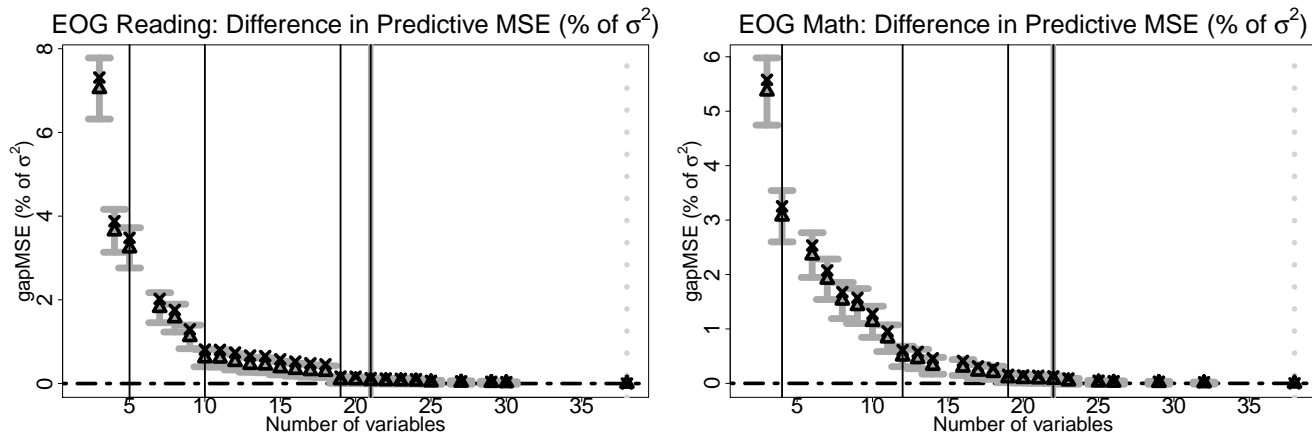 EOG Reading: Difference in Predictive MSE (% of σ²)
gapMSE (% of σ²)
8
6
4
2
0
5 10 15 20 25 30 35
Number of variables
EOG Math: Difference in Predictive MSE (% of σ²)
gapMSE (% of σ²)
6
5
4
3
2
1
0
5 10 15 20 25 30 35
Number of variables